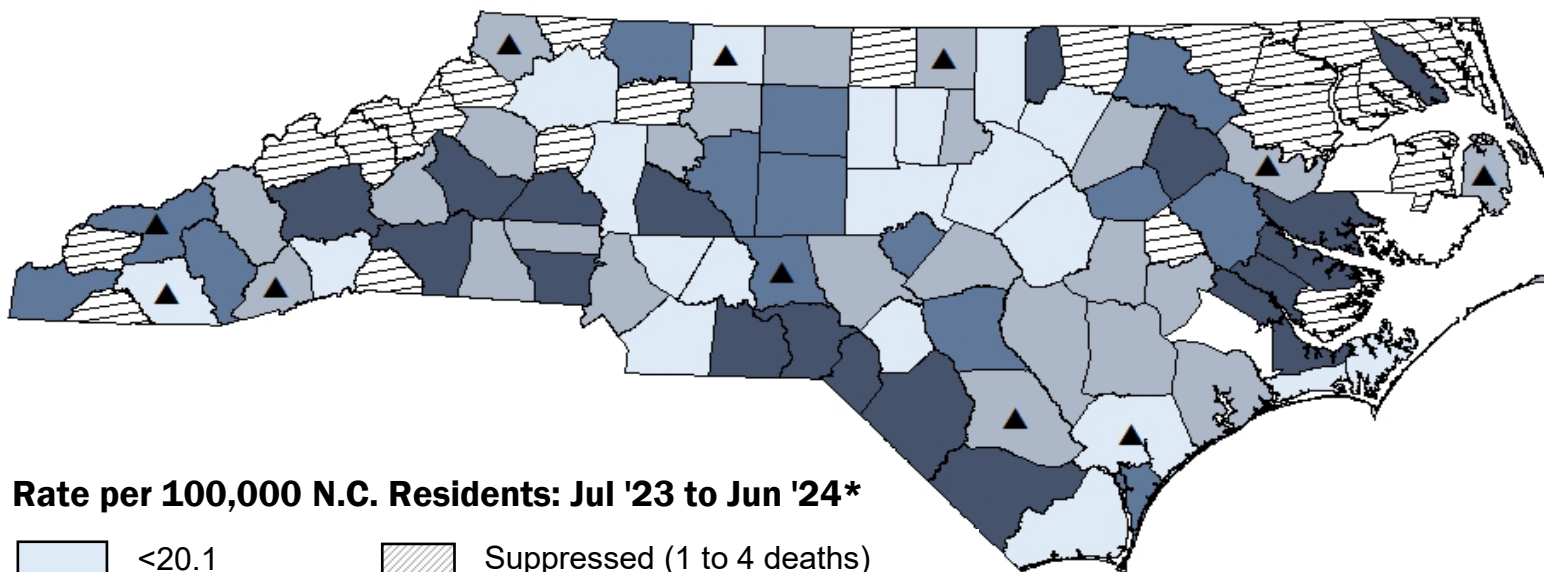 Rate per 100,000 N.C. Residents: Jul '23 to Jun '24*
<20.1
Suppressed (1 to 4 deaths)